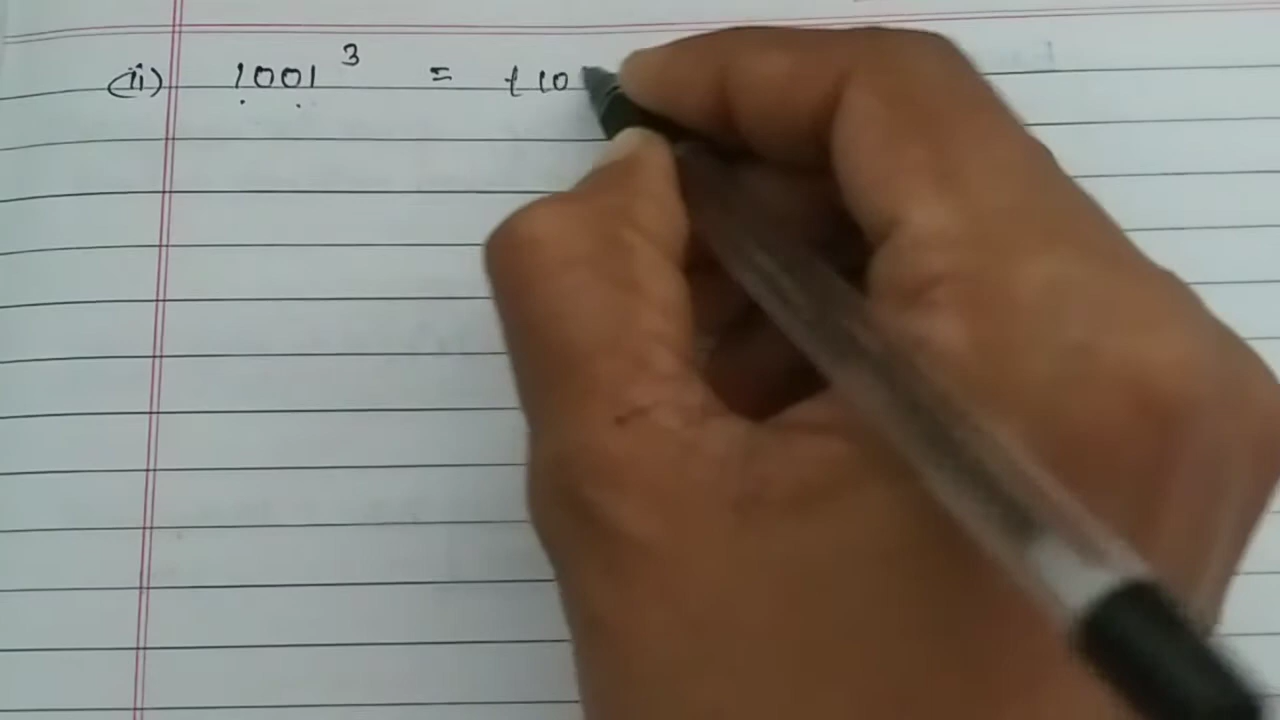 (ii) 1001³ = (10